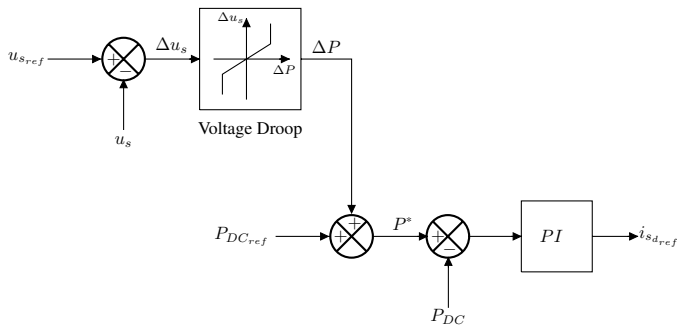 u_{s_{ref}}
+
−
Δu_s
u_s
Δu_s
ΔP
Voltage Droop
ΔP
P_{DC_{ref}}
+
+
P*
+
−
P_{DC}
PI
i_{s_{d_{ref}}}